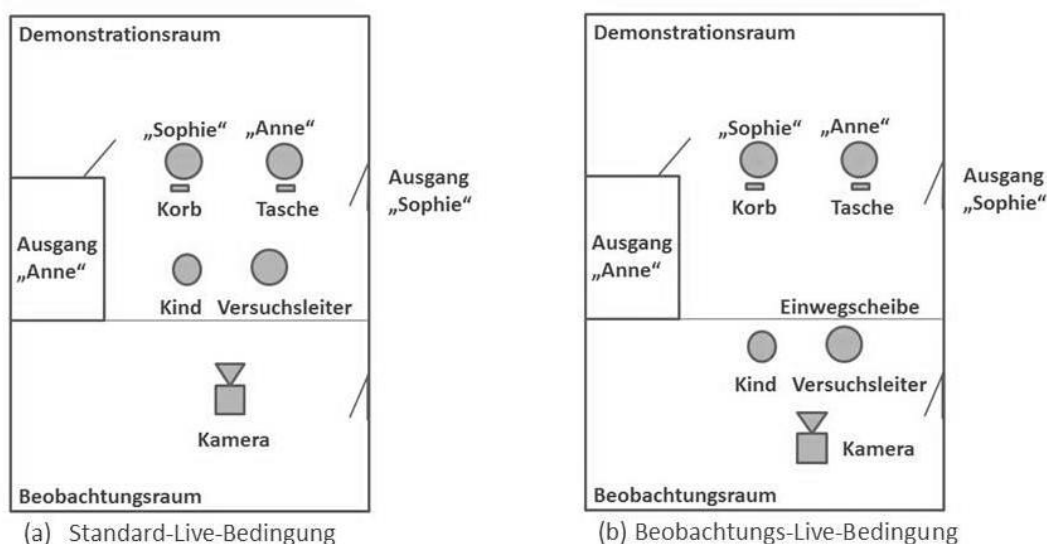 Demonstrationsraum
„Sophie“ „Anne“
Korb Tasche
Ausgang
„Sophie“
Ausgang
„Anne“
Kind Versuchsleiter
Kamera
Beobachtungsraum
(a) Standard-Live-Bedingung
Demonstrationsraum
„Sophie“ „Anne“
Korb Tasche
Ausgang
„Sophie“
Ausgang
„Anne“
Einwegscheibe
Kind Versuchsleiter
Kamera
Beobachtungsraum
(b) Beobachtungs-Live-Bedingung